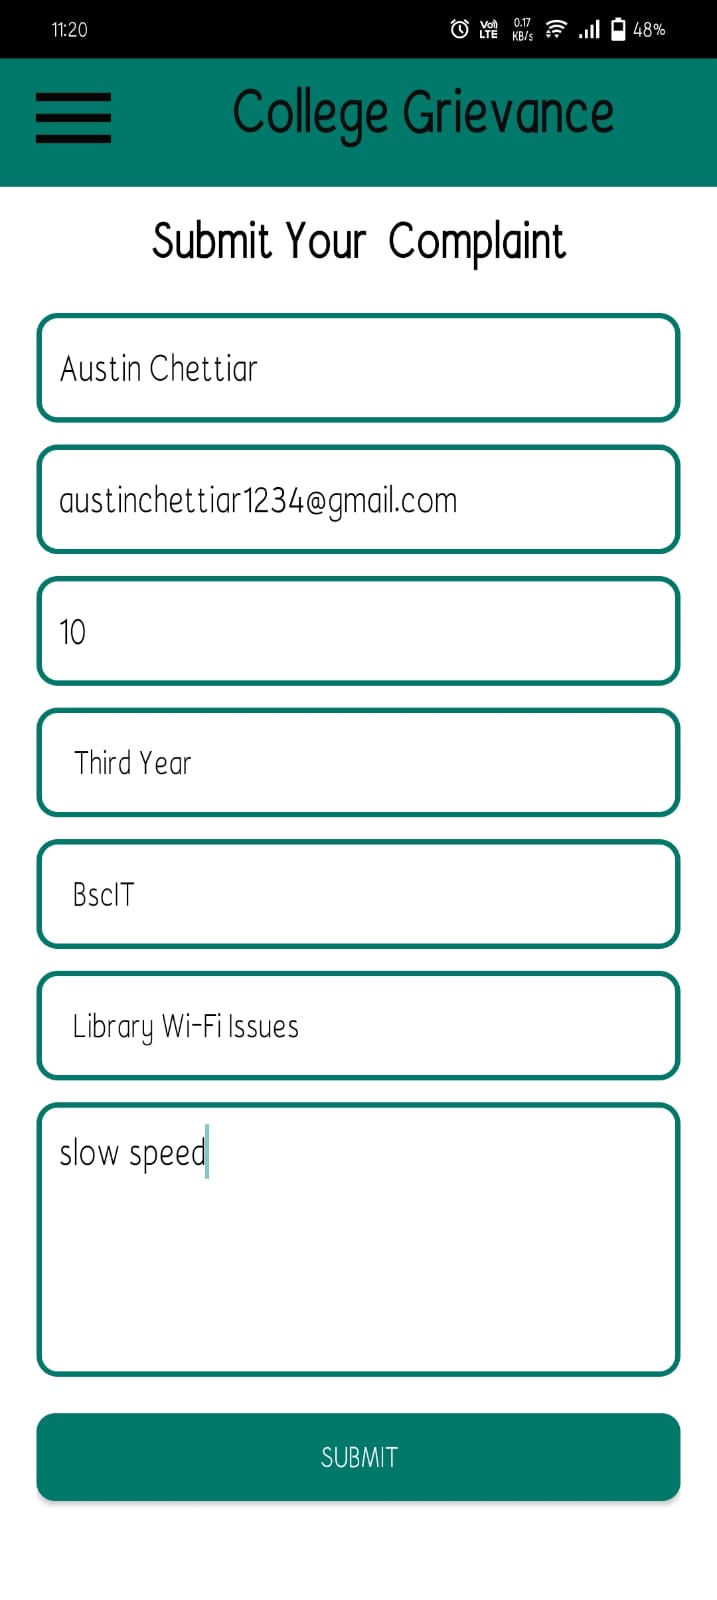 11:20
Vo) LTE 0.17 KB/s 48%
College Grievance
Submit Your Complaint
Austin Chettiar
austinchettiar1234@gmail.com
10
Third Year
BscIT
Library Wi-Fi Issues
slow speed
SUBMIT